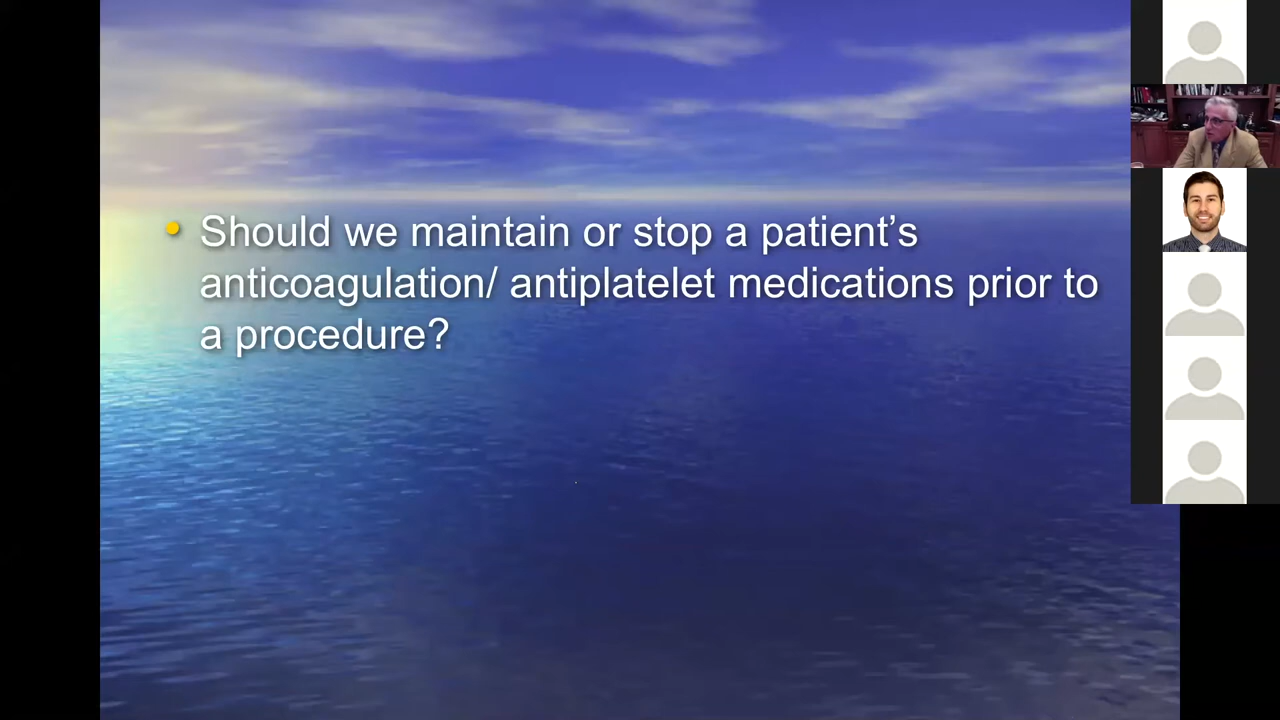 Should we maintain or stop a patient’s
anticoagulation/ antiplatelet medications prior to
a procedure?